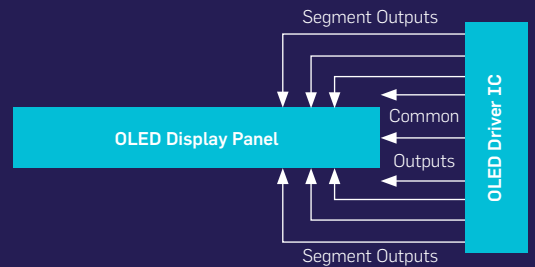 Segment Outputs
OLED Display Panel
Common
Outputs
OLED Driver IC
Segment Outputs